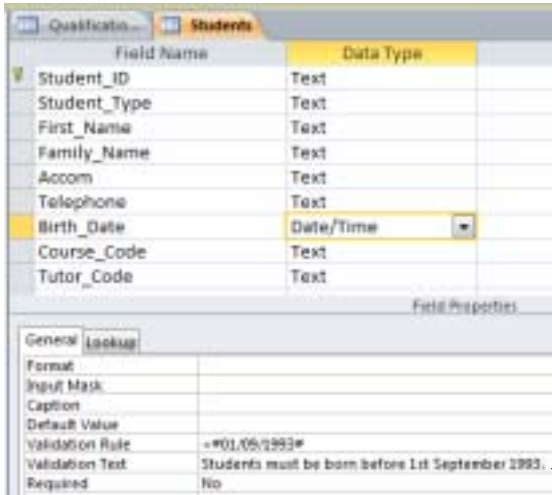 Qualificatio... Students
Field Name Data Type
Student_ID Text
Student_Type Text
First_Name Text
Family_Name Text
Accom Text
Telephone Text
Birth_Date Date/Time
Course_Code Text
Tutor_Code Text
Field Properties
General Lookup
Format
Input Mask
Caption
Default Value
Validation Rule #01/09/1993#
Validation Text Students must be born before 1st September 1993.
Required No